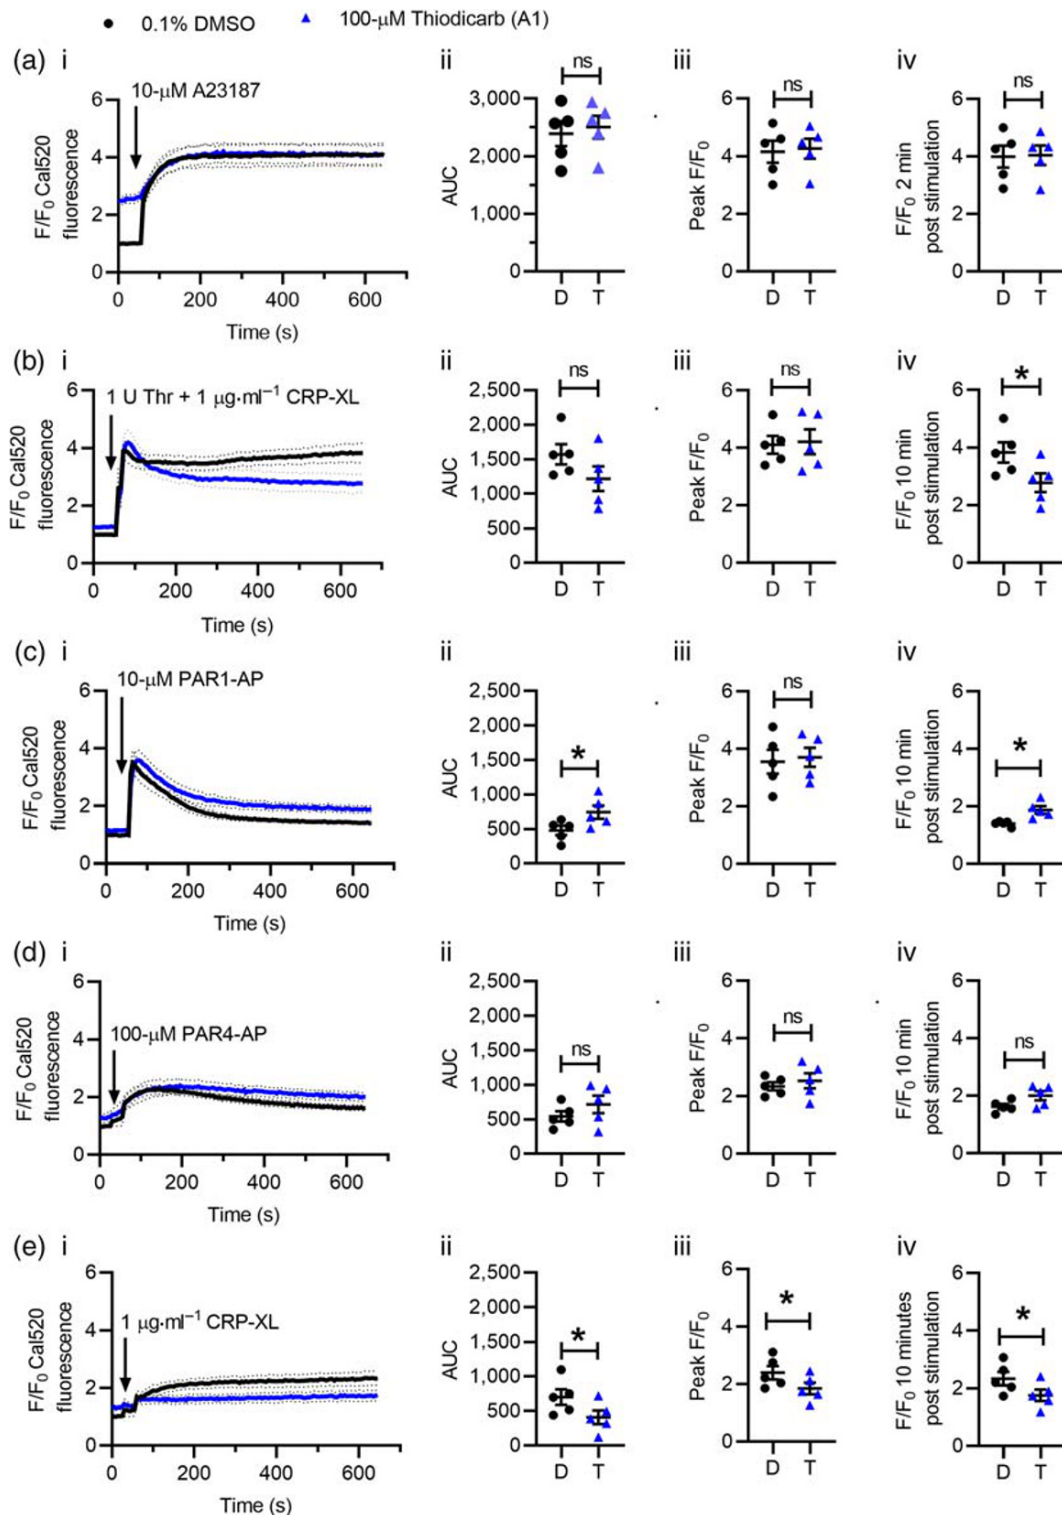 0.1% DMSO
100-μM Thiodicarb (A1)
(a) i
10-μM A23187
F/F0 Cal520
fluorescence
6
4
2
0
0 200 400 600
Time (s)
ii
ns
AUC
3,000
2,000
1,000
0
D T
iii
ns
Peak F/F0
6
4
2
0
D T
iv
ns
F/F0 2 min
post stimulation
6
4
2
0
D T
(b) i
1 U Thr + 1 μg·ml−1 CRP-XL
F/F0 Cal520
fluorescence
6
4
2
0
0 200 400 600
Time (s)
ii
ns
AUC
2,500
2,000
1,500
1,000
500
0
D T
iii
ns
Peak F/F0
6
4
2
0
D T
iv
*
F/F0 10 min
post stimulation
6
4
2
0
D T
(c) i
10-μM PAR1-AP
F/F0 Cal520
fluorescence
6
4
2
0
0 200 400 600
Time (s)
ii
*
AUC
2,500
2,000
1,500
1,000
500
0
D T
iii
ns
Peak F/F0
6
4
2
0
D T
iv
*
F/F0 10 min
post stimulation
6
4
2
0
D T
(d) i
100-μM PAR4-AP
F/F0 Cal520
fluorescence
6
4
2
0
0 200 400 600
Time (s)
ii
ns
AUC
2,500
2,000
1,500
1,000
500
0
D T
iii
ns
Peak F/F0
6
4
2
0
D T
iv
ns
F/F0 10 min
post stimulation
6
4
2
0
D T
(e) i
1 μg·ml−1 CRP-XL
F/F0 Cal520
fluorescence
6
4
2
0
0 200 400 600
Time (s)
ii
*
AUC
2,500
2,000
1,500
1,000
500
0
D T
iii
*
Peak F/F0
6
4
2
0
D T
iv
*
F/F0 10 minutes
post stimulation
6
4
2
0
D T